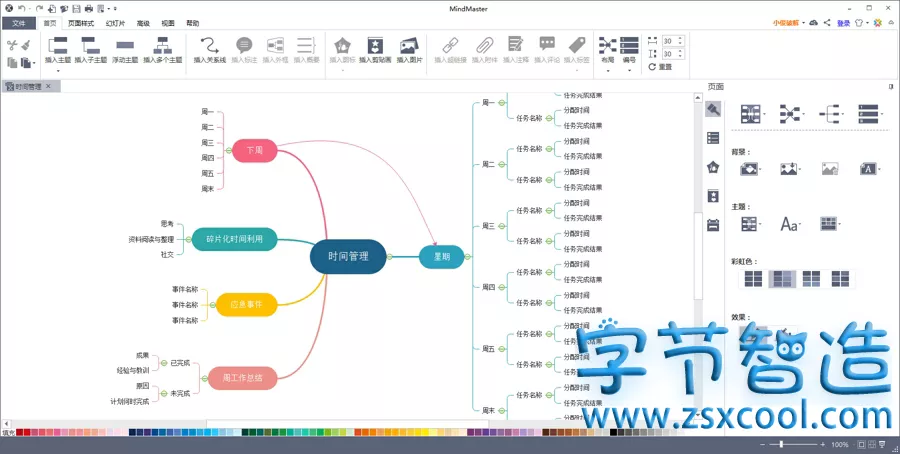 MindMaster
文件 首页 页面样式 幻灯片 高级 视图 帮助
小俊破解 登录
插入主题 插入子主题 浮动主题 插入多个主题 插入关系线 插入标注 插入外框 插入概要 插入图标 插入剪贴画 插入图片 插入超链接 插入附件 插入注释 插入评论 插入标签 布局 编号
30
30
重置
时间管理
周一
周二
周三
周四
周五
周末
下周
思考
资料阅读与整理
社交
碎片化时间利用
事件名称
事件名称
事件名称
应急事件
成果
经验与教训
已完成
原因
计划何时完成
未完成
周工作总结
时间管理
星期
周一
任务完成结果
任务名称
分配时间
任务完成结果
周二
任务名称
分配时间
任务完成结果
任务名称
分配时间
任务完成结果
周三
任务名称
分配时间
任务完成结果
任务名称
分配时间
任务完成结果
周四
任务名称
分配时间
任务完成结果
任务名称
分配时间
任务完成结果
周五
任务名称
分配时间
任务名称
分配时间
任务完成结果
周末
任务名称
分配时间
任务完成结果
页面
背景：
主题：
Aa
彩虹色：
效果：
字节智造
www.zsxcool.com
填充
100%